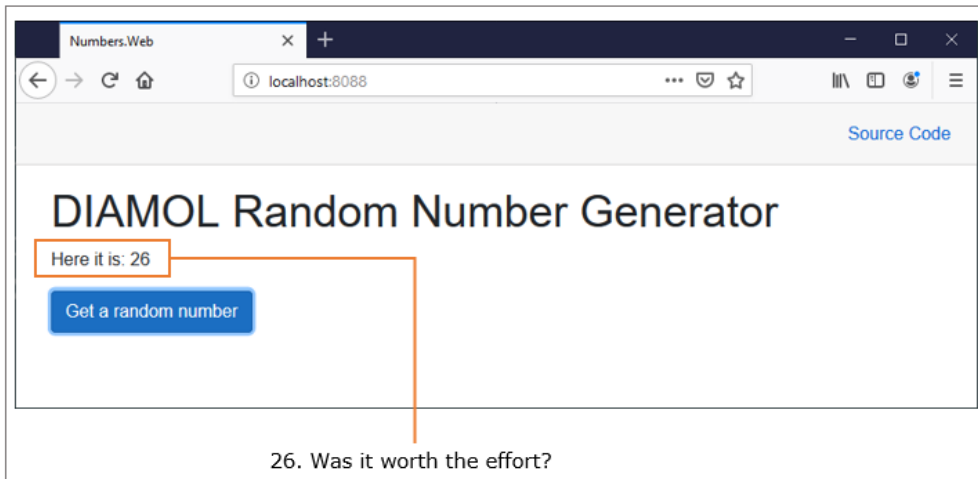 Numbers.Web
localhost:8088
Source Code
DIAMOL Random Number Generator
Here it is: 26
Get a random number
26. Was it worth the effort?